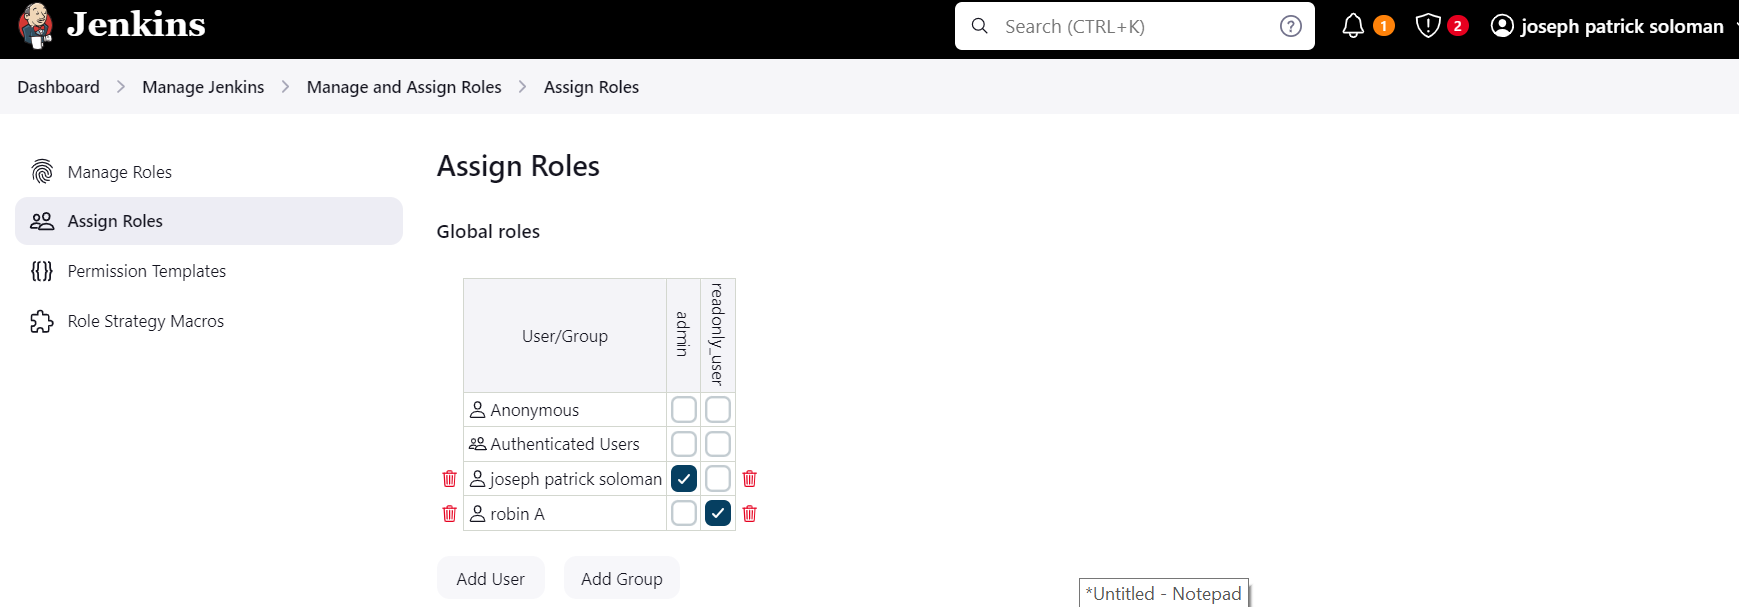 Jenkins
Search (CTRL+K)
?
1
2
joseph patrick soloman
Dashboard
Manage Jenkins
Manage and Assign Roles
Assign Roles
Manage Roles
Assign Roles
Permission Templates
Role Strategy Macros
Assign Roles
Global roles
User/Group
admin
readonly_user
Anonymous
Authenticated Users
joseph patrick soloman
robin A
Add User
Add Group
*Untitled - Notepad